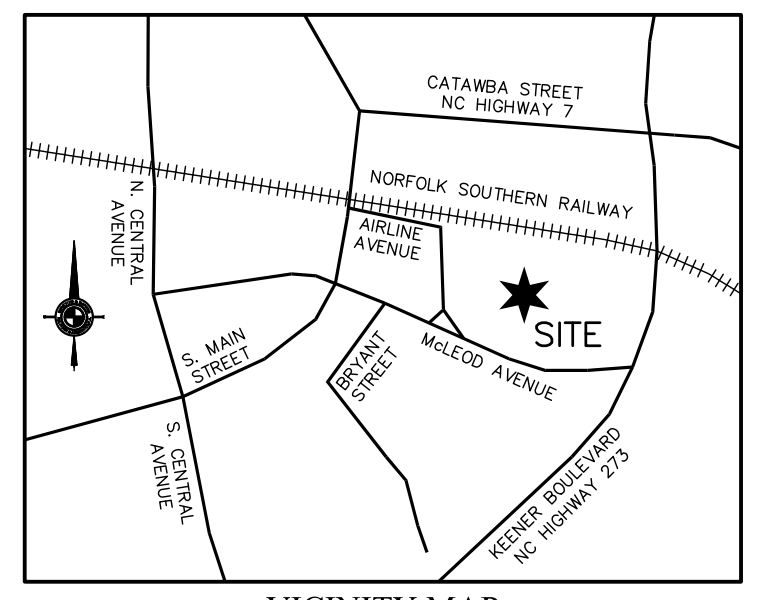 CATAWBA STREET
NC HIGHWAY 7
NORFOLK SOUTHERN RAILWAY
N. CENTRAL
AVENUE
AIRLINE
AVENUE
SITE
S. MAIN
STREET
BRYANT
STREET
McLEOD AVENUE
S. CENTRAL
AVENUE
KEENER BOULEVARD
NC HIGHWAY 273
VICINITY MAP